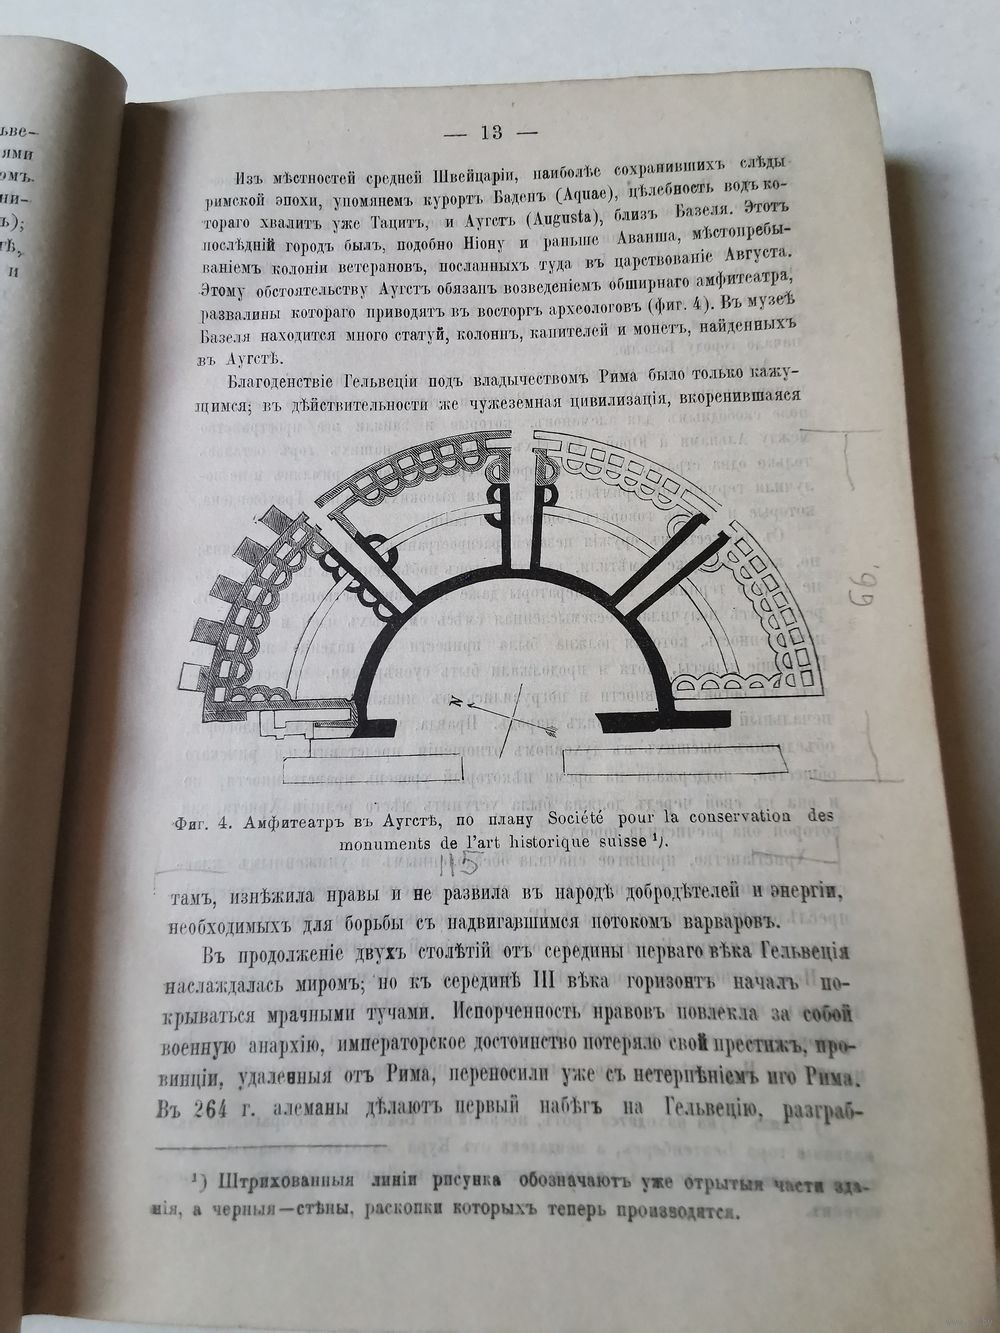 ьве-
ями
омъ.
ни-
ъ);
и
— 13 —
Изъ мѣстностей средней Швейцаріи, наиболѣе сохранившихъ слѣды
римской эпохи, упомянемъ курортъ Баденъ (Aquae), цѣлебность водъ ко-
тораго хвалитъ уже Тацитъ, и Аугстъ (Augusta), близъ Базеля. Этотъ
послѣдній городъ былъ, подобно Ніону и раньше Аванша, мѣстопребы-
ваніемъ колоніи ветерановъ, посланныхъ туда въ царствованіе Августа.
Этому обстоятельству Аугстъ обязанъ возведеніемъ обширнаго амфитеатра,
развалины котораго приводятъ въ восторгъ археологовъ (фиг. 4). Въ музеѣ
Базеля находится много статуй, колоннъ, капителей и монетъ, найденныхъ
въ Аугстѣ.
Благоденствіе Гельвеціи подъ владычествомъ Рима было только кажу-
щимся; въ дѣйствительности же чужеземная цивилизація, вкоренившаяся
69'
N
Фиг. 4. Амфитеатръ въ Аугстѣ, по плану Société pour la conservation des
monuments de l'art historique suisse ¹).
115
тамъ, изнѣжила нравы и не развила въ народѣ добродѣтелей и энергіи,
необходимыхъ для борьбы съ надвигавшимся потокомъ варваровъ.
Въ продолженіе двухъ столѣтій отъ середины перваго вѣка Гельвеція
наслаждалась миромъ; но къ серединѣ III вѣка горизонтъ началъ по-
крываться мрачными тучами. Испорченность нравовъ повлекла за собой
военную анархію, императорское достоинство потеряло свой престижъ, про-
винціи, удаленныя отъ Рима, переносили уже съ нетерпѣніемъ иго Рима.
Въ 264 г. алеманы дѣлаютъ первый набѣгъ на Гельвецію, разграб-
¹) Штрихованныя линіи рисунка обозначаютъ уже отрытыя части зда-
нія, а черныя—стѣны, раскопки которыхъ теперь производятся.